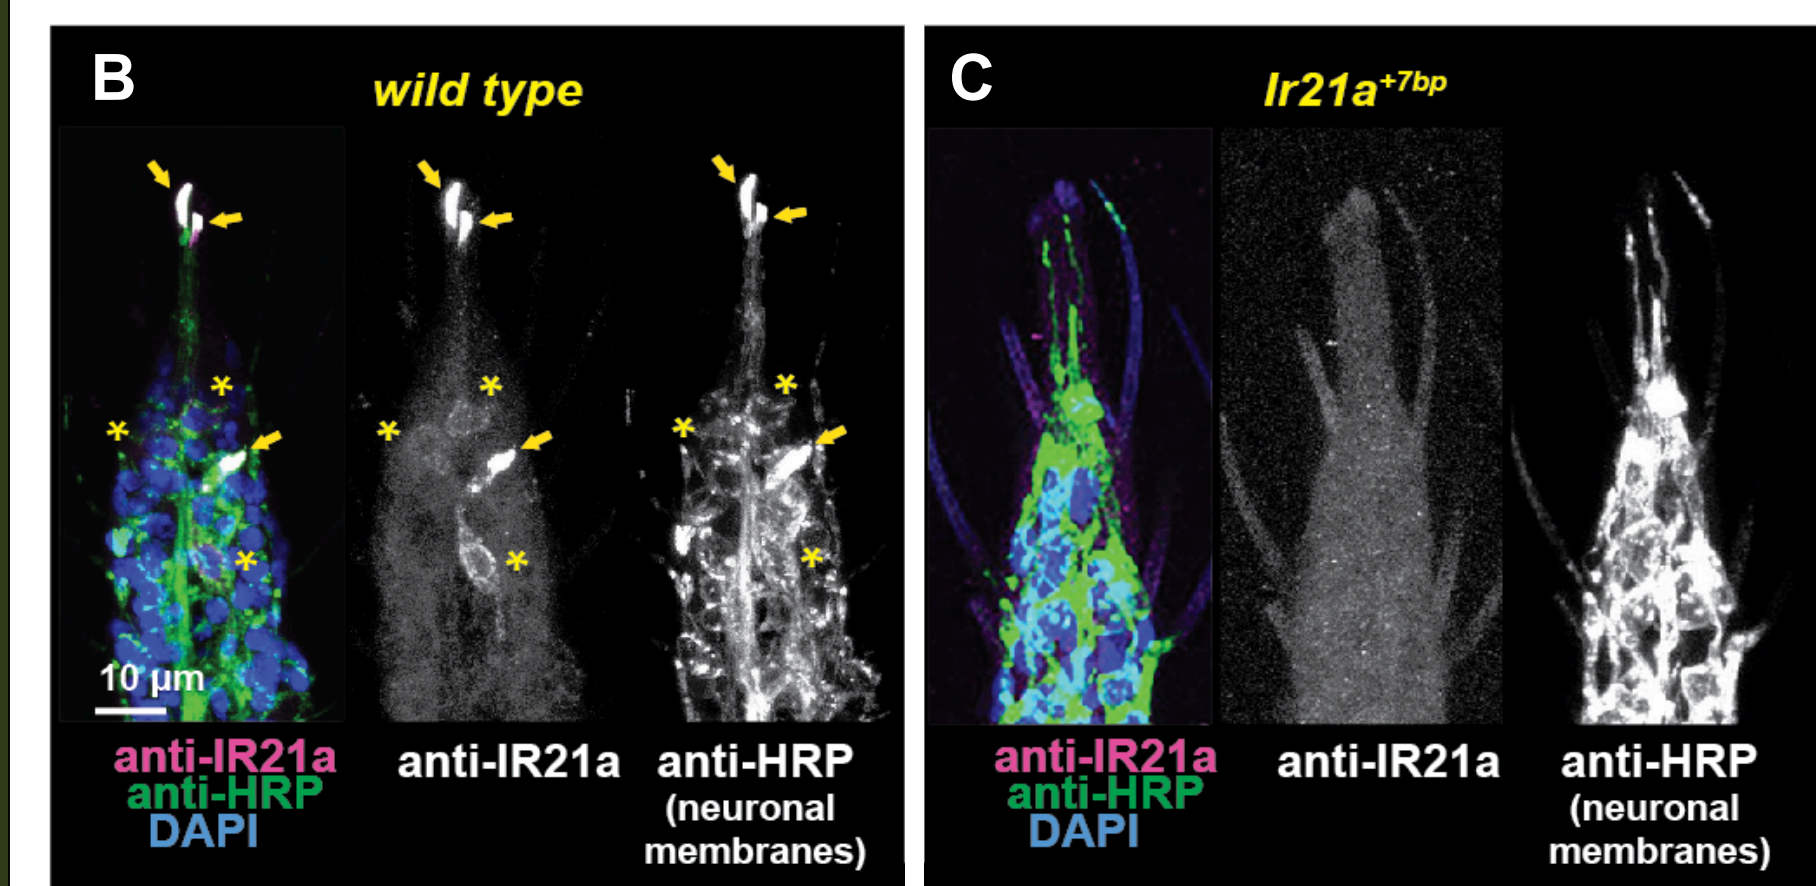 B
wild type
* * *
* * *
* * *
10 µm
anti-IR21a
anti-HRP
DAPI
anti-IR21a
anti-HRP
(neuronal
membranes)
C
Ir21a+7bp
anti-IR21a
anti-HRP
DAPI
anti-IR21a
anti-HRP
(neuronal
membranes)